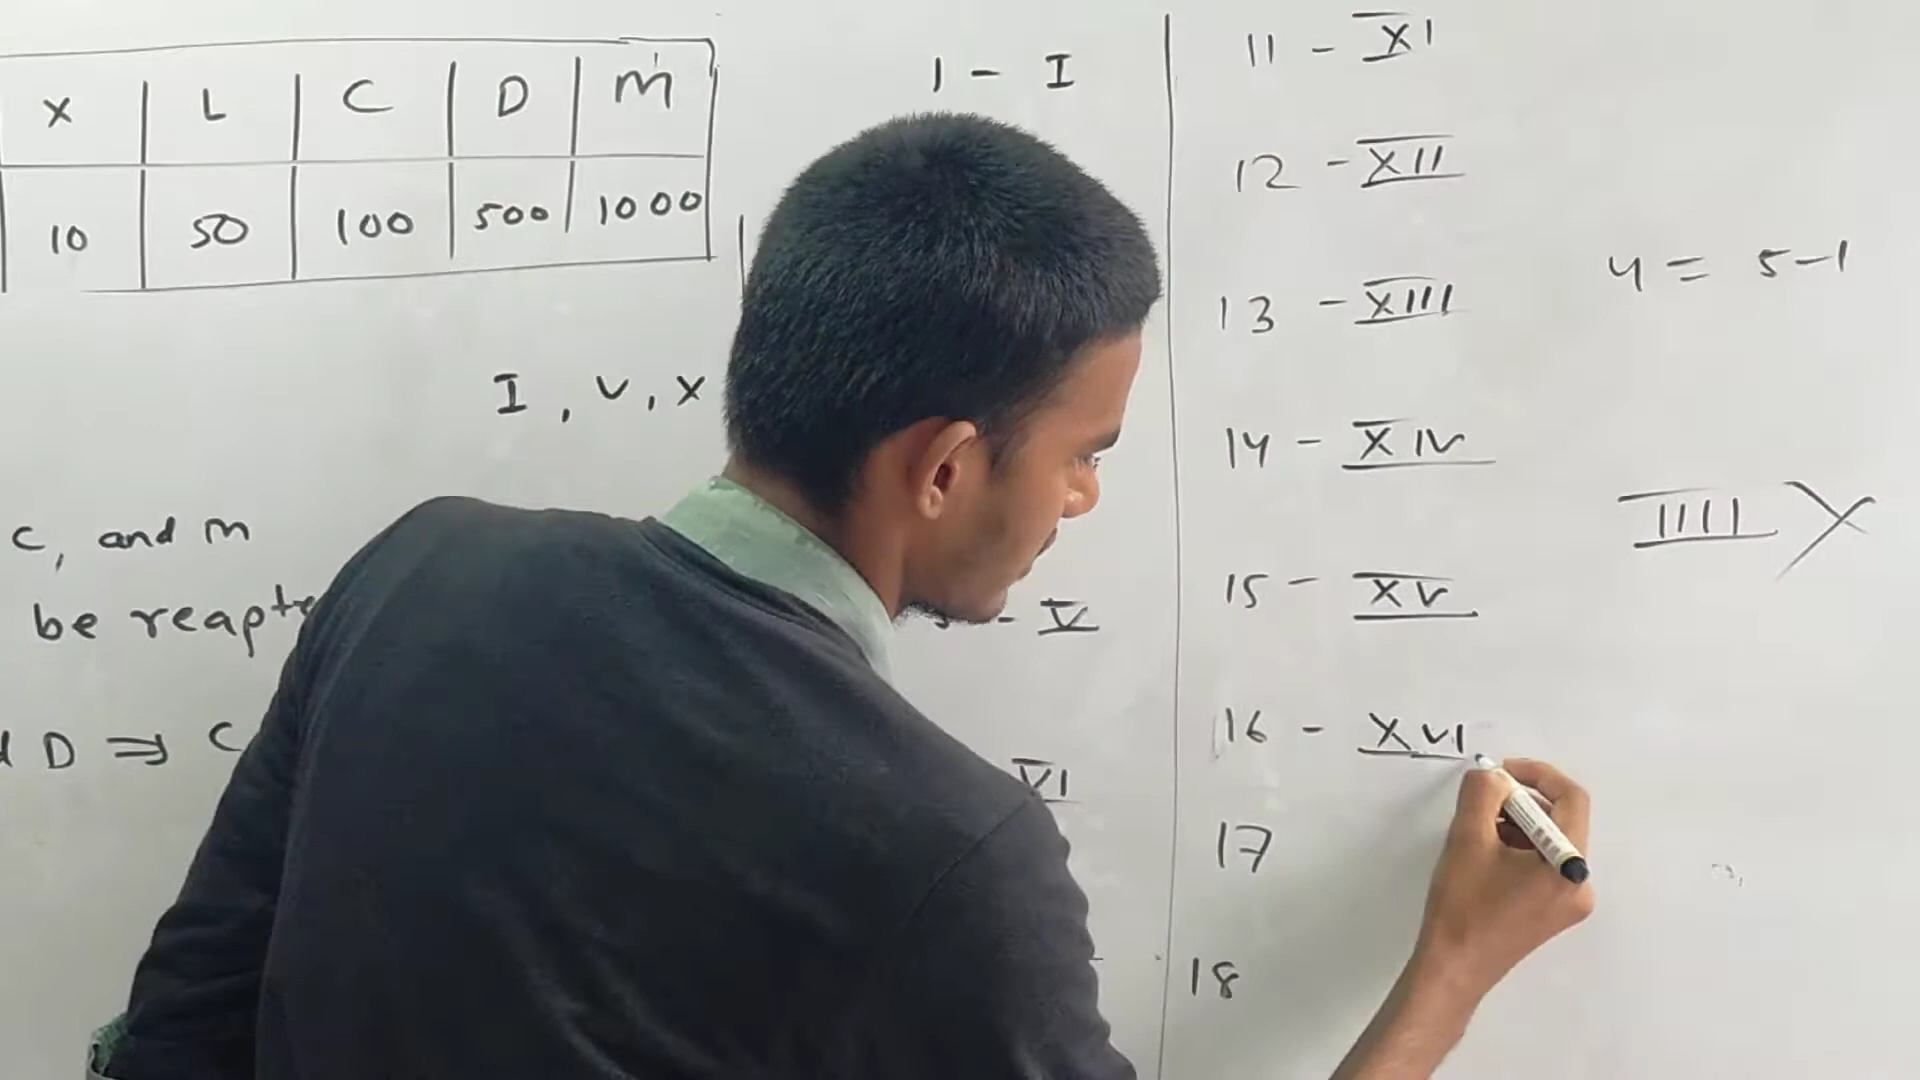 X L C D M
10 50 100 500 1000
I, V, X
C, and M
be reapte
D ⇒ C
1 - I
- V
VI
11 - XI
12 - XII
13 - XIII
14 - XIV
15 - XV
16 - XVI
17
18
4 = 5-1
IIII X